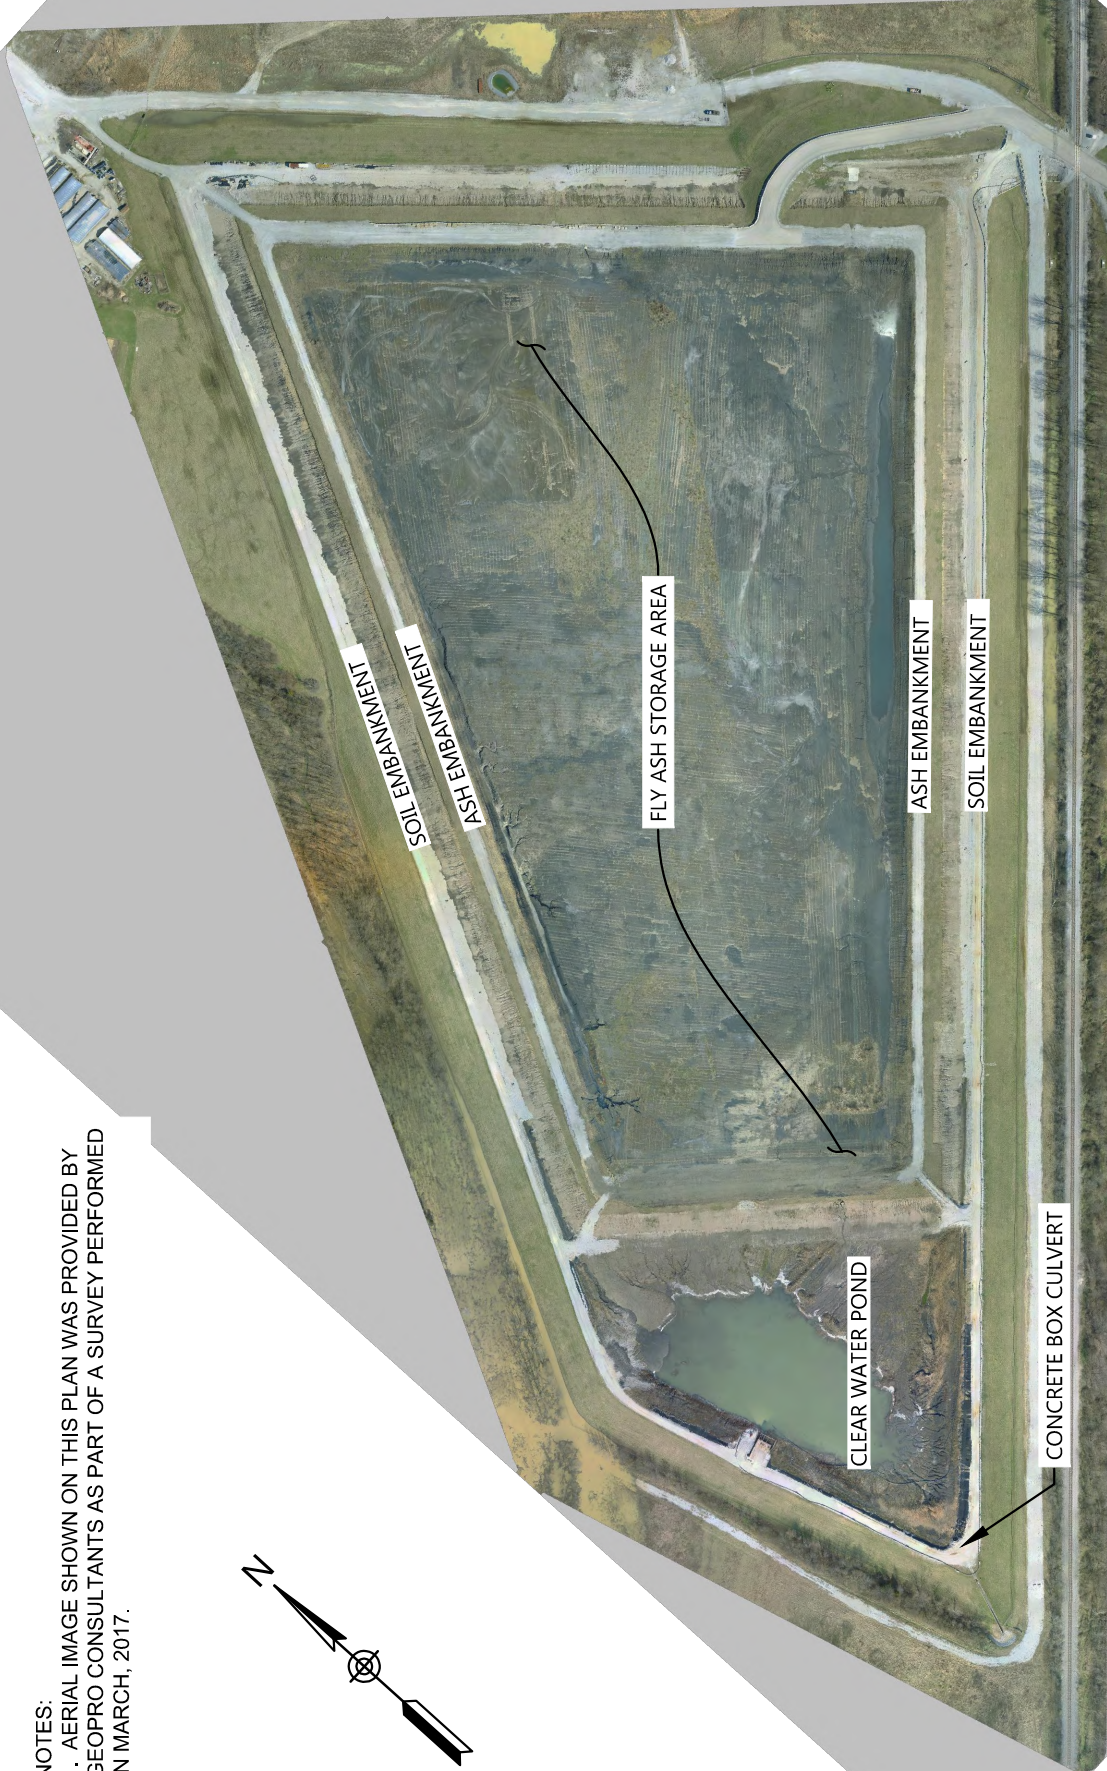 NOTES:
. AERIAL IMAGE SHOWN ON THIS PLAN WAS PROVIDED BY
GEOPRO CONSULTANTS AS PART OF A SURVEY PERFORMED
N MARCH, 2017.
N
SOIL EMBANKMENT
ASH EMBANKMENT
FLY ASH STORAGE AREA
ASH EMBANKMENT
SOIL EMBANKMENT
CLEAR WATER POND
CONCRETE BOX CULVERT